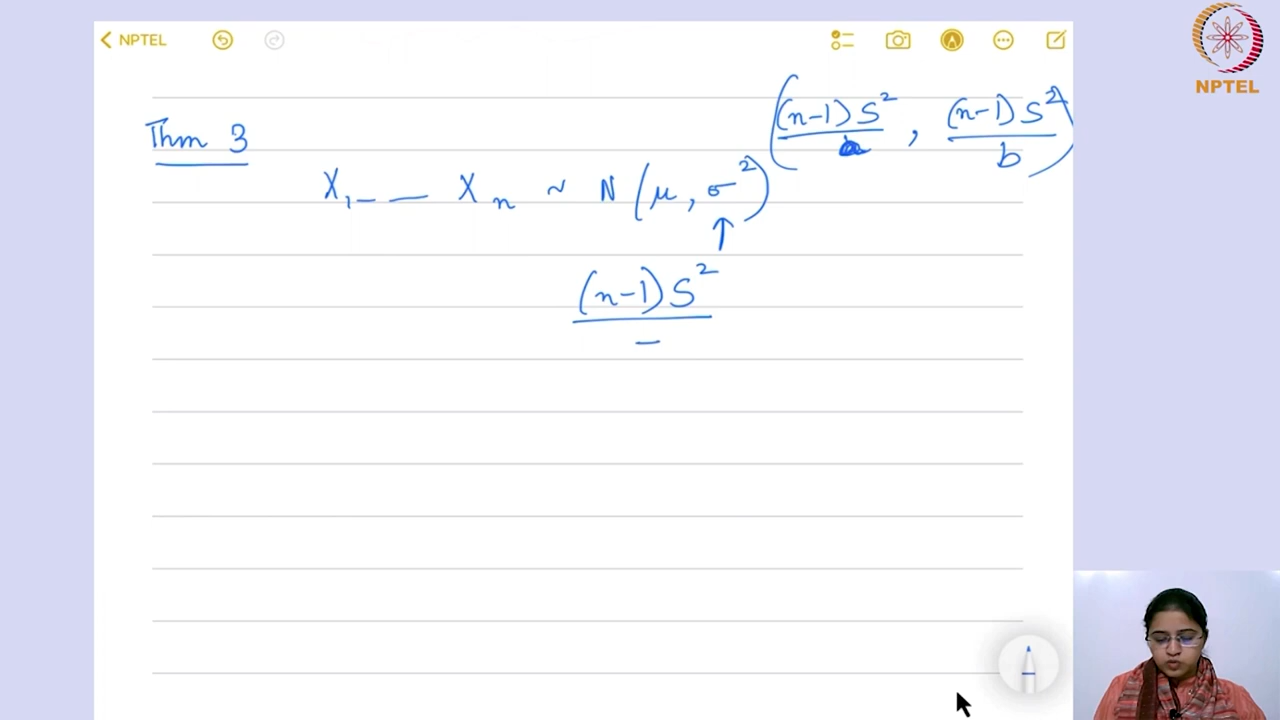 NPTEL
NPTEL
Thm 3
( (n-1) S² / , (n-1) S² / b )
X₁ — — Xₙ ~ N(μ, σ²)
↑
(n-1) S²
—